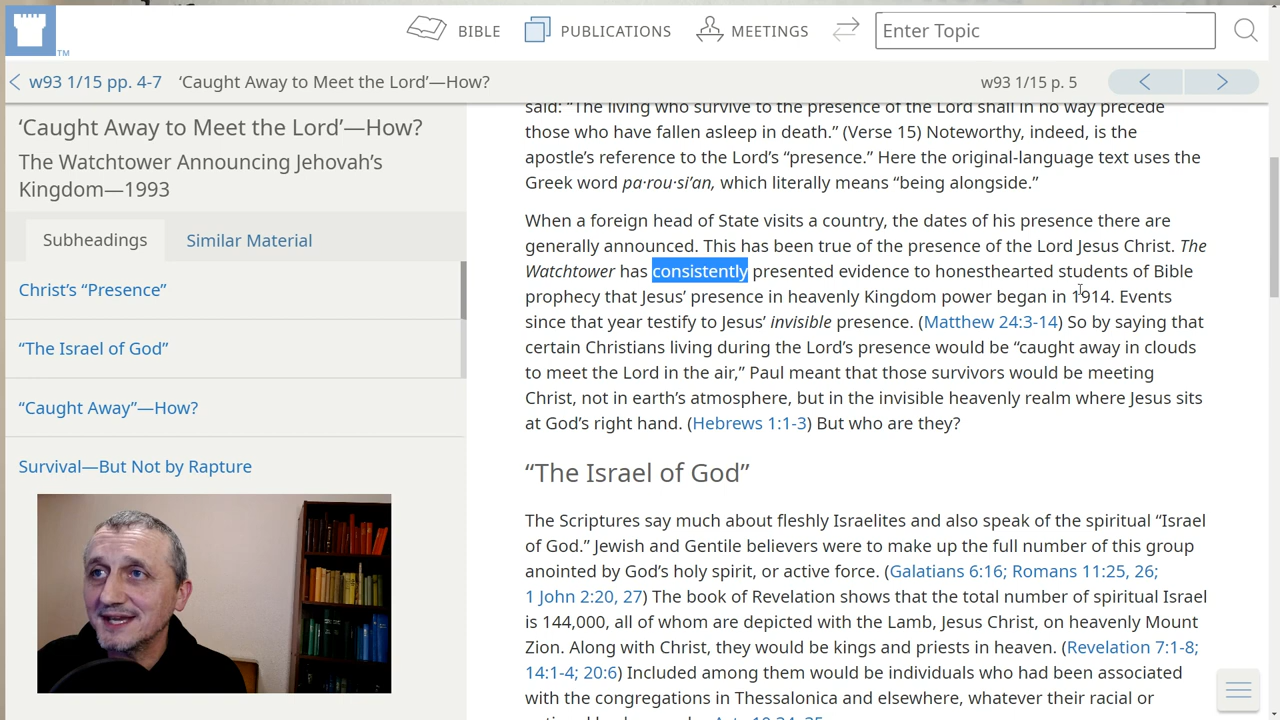 BIBLE PUBLICATIONS MEETINGS Enter Topic
TM
w93 1/15 pp. 4-7 ‘Caught Away to Meet the Lord’—How? w93 1/15 p. 5
‘Caught Away to Meet the Lord’—How?
The Watchtower Announcing Jehovah’s
Kingdom—1993
Subheadings Similar Material
Christ’s “Presence”
“The Israel of God”
“Caught Away”—How?
Survival—But Not by Rapture
said: “The living who survive to the presence of the Lord shall in no way precede
those who have fallen asleep in death.” (Verse 15) Noteworthy, indeed, is the
apostle’s reference to the Lord’s “presence.” Here the original-language text uses the
Greek word pa·rou·si′an, which literally means “being alongside.”
When a foreign head of State visits a country, the dates of his presence there are
generally announced. This has been true of the presence of the Lord Jesus Christ. The
Watchtower has consistently presented evidence to honesthearted students of Bible
prophecy that Jesus’ presence in heavenly Kingdom power began in 1914. Events
since that year testify to Jesus’ invisible presence. (Matthew 24:3-14) So by saying that
certain Christians living during the Lord’s presence would be “caught away in clouds
to meet the Lord in the air,” Paul meant that those survivors would be meeting
Christ, not in earth’s atmosphere, but in the invisible heavenly realm where Jesus sits
at God’s right hand. (Hebrews 1:1-3) But who are they?
“The Israel of God”
The Scriptures say much about fleshly Israelites and also speak of the spiritual “Israel
of God.” Jewish and Gentile believers were to make up the full number of this group
anointed by God’s holy spirit, or active force. (Galatians 6:16; Romans 11:25, 26;
1 John 2:20, 27) The book of Revelation shows that the total number of spiritual Israel
is 144,000, all of whom are depicted with the Lamb, Jesus Christ, on heavenly Mount
Zion. Along with Christ, they would be kings and priests in heaven. (Revelation 7:1-8;
14:1-4; 20:6) Included among them would be individuals who had been associated
with the congregations in Thessalonica and elsewhere, whatever their racial or